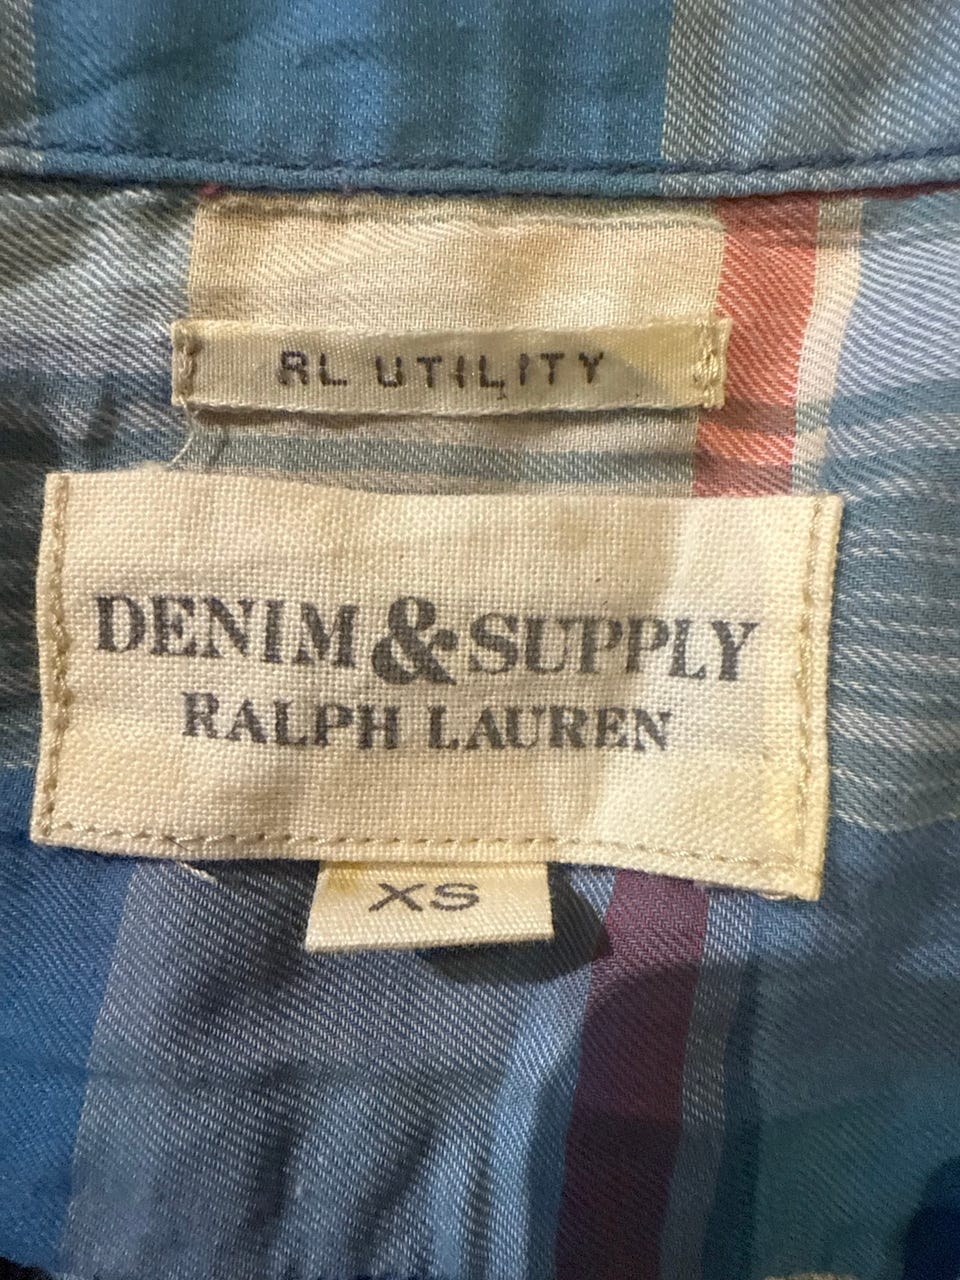 RL UTILITY
DENIM & SUPPLY
RALPH LAUREN
XS